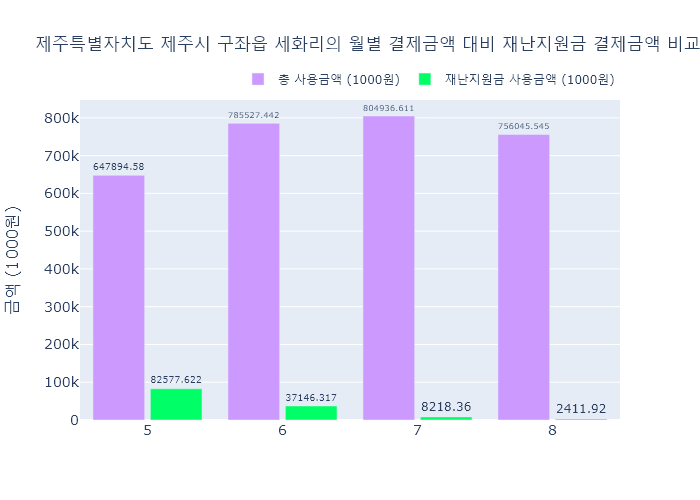 제주특별자치도 제주시 구좌읍 세화리의 월별 결제금액 대비 재난지원금 결제금액 비교
총 사용금액 (1000원) 재난지원금 사용금액 (1000원)
금액 (1000원)
800k
700k
600k
500k
400k
300k
200k
100k
0
647894.58
82577.622
785527.442
37146.317
804936.611
8218.36
756045.545
2411.92
5 6 7 8